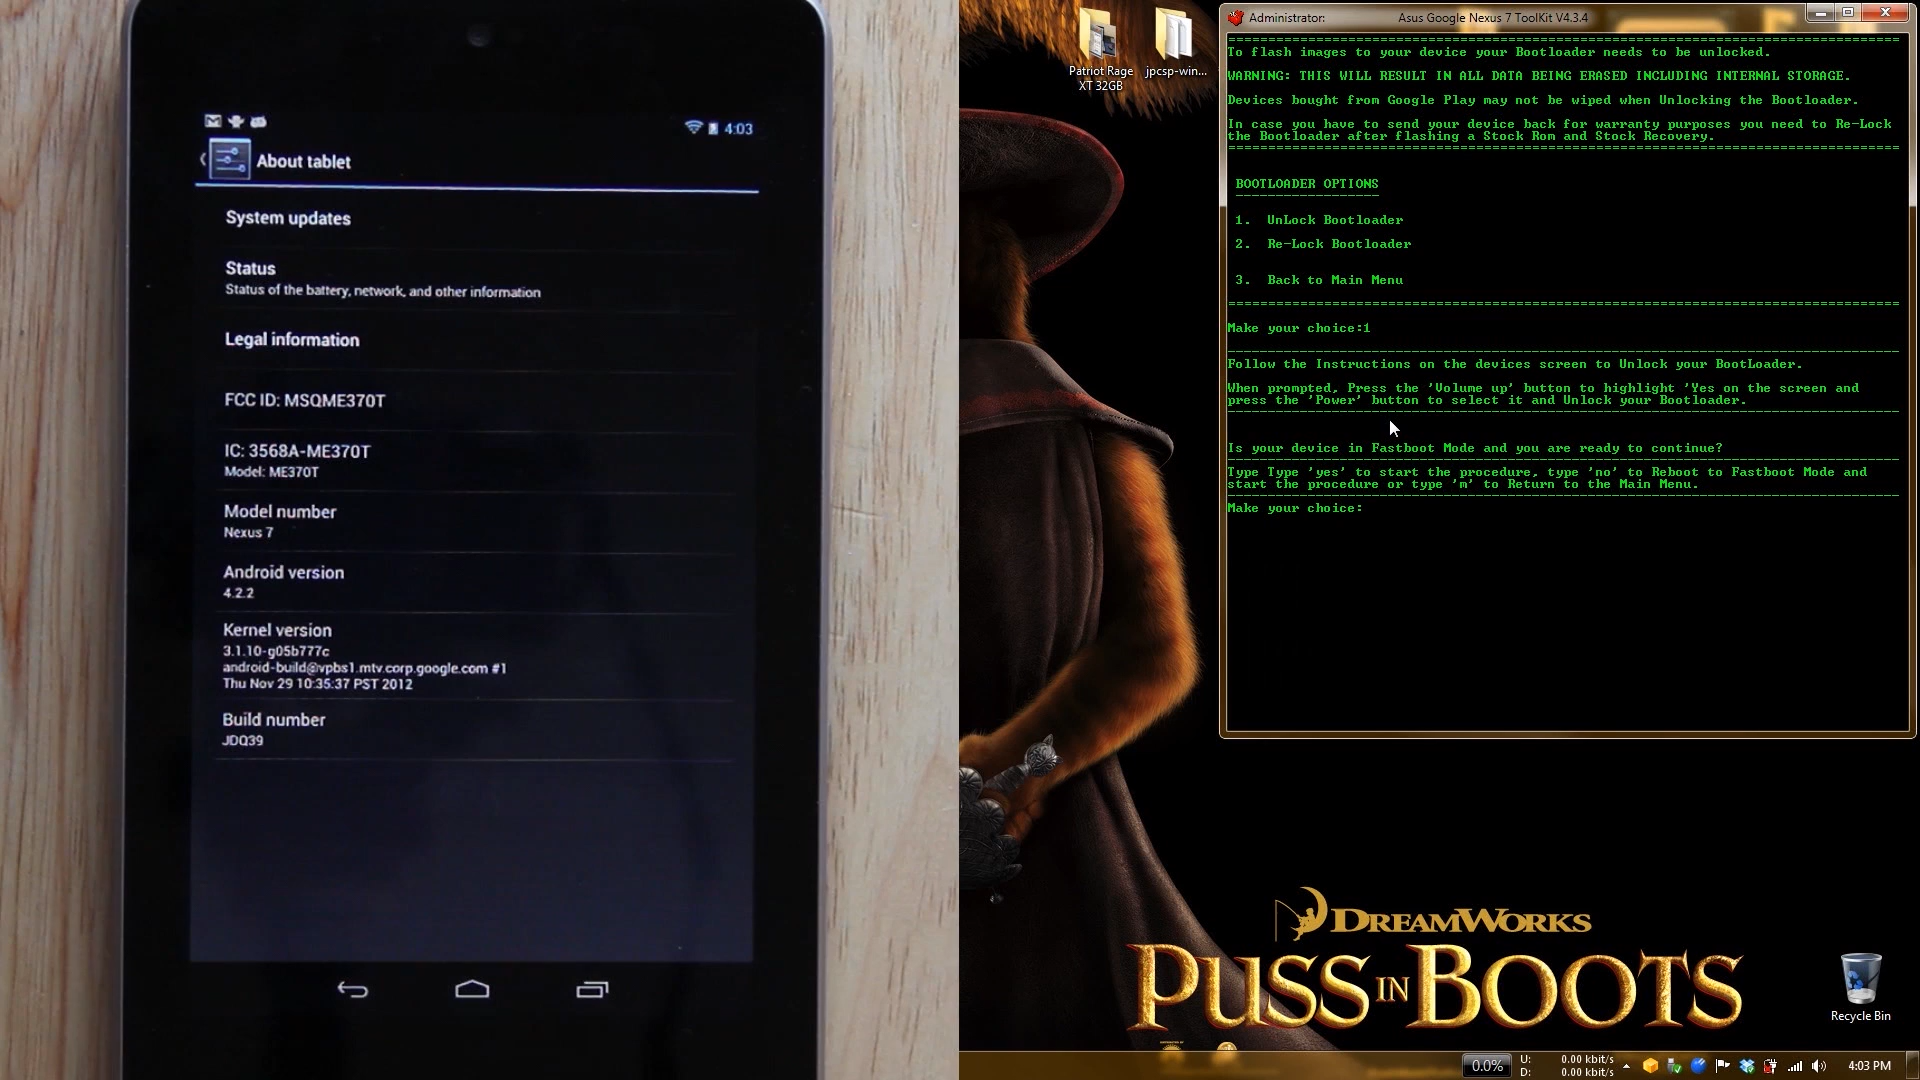 4:03
About tablet
System updates
Status
Status of the battery, network, and other information
Legal information
FCC ID: MSQME370T
IC: 3568A-ME370T
Model: ME370T
Model number
Nexus 7
Android version
4.2.2
Kernel version
3.1.10-g05b777c
android-build@vpbs1.mtv.corp.google.com #1
Thu Nov 29 10:35:37 PST 2012
Build number
JDQ39
Patriot Rage
XT 32GB
jpcsp-win...
Administrator: Asus Google Nexus 7 ToolKit V4.3.4
To flash images to your device your Bootloader needs to be unlocked.
WARNING: THIS WILL RESULT IN ALL DATA BEING ERASED INCLUDING INTERNAL STORAGE.
Devices bought from Google Play may not be wiped when Unlocking the Bootloader.
In case you have to send your device back for warranty purposes you need to Re-Lock
the Bootloader after flashing a Stock Rom and Stock Recovery.
BOOTLOADER OPTIONS
1. UnLock Bootloader
2. Re-Lock Bootloader
3. Back to Main Menu
Make your choice:1
Follow the Instructions on the devices screen to Unlock your BootLoader.
When prompted, Press the 'Volume up' button to highlight 'Yes on the screen and
press the 'Power' button to select it and Unlock your Bootloader.
Is your device in Fastboot Mode and you are ready to continue?
Type Type 'yes' to start the procedure, type 'no' to Reboot to Fastboot Mode and
start the procedure or type 'm' to Return to the Main Menu.
Make your choice:
DREAMWORKS
PUSS IN BOOTS
Recycle Bin
0.0%
U: 0.00 kbit/s
D: 0.00 kbit/s
4:03 PM